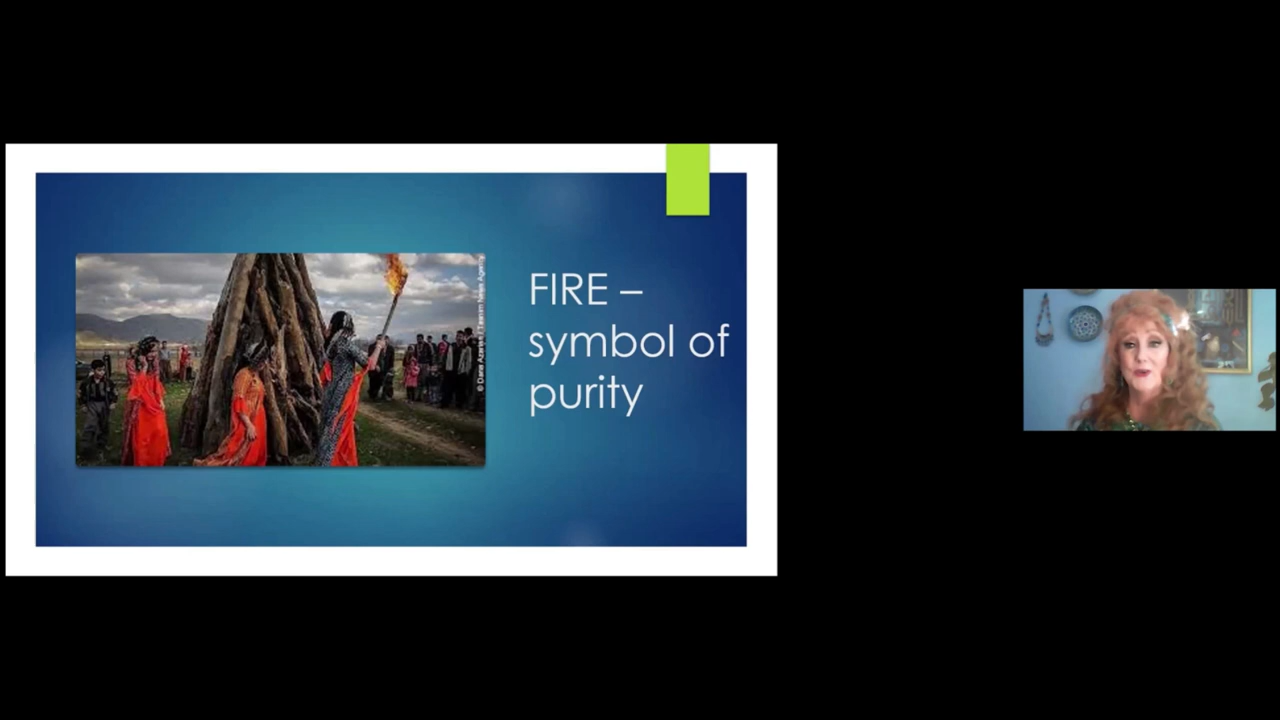 FIRE –
symbol of
purity